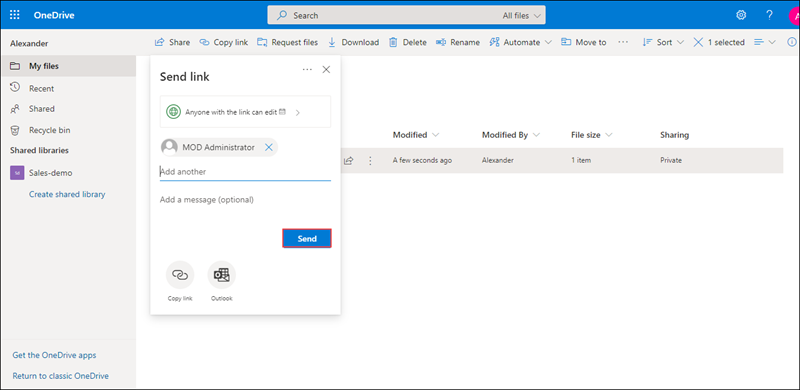 OneDrive
Search
All files
A
Alexander
Share
Copy link
Request files
Download
Delete
Rename
Automate
Move to
Sort
1 selected
My files
Recent
Shared
Recycle bin
Shared libraries
Sales-demo
Create shared library
Get the OneDrive apps
Return to classic OneDrive
Send link
Anyone with the link can edit
MOD Administrator
Add another
Add a message (optional)
Send
Copy link
Outlook
Modified
Modified By
File size
Sharing
A few seconds ago
Alexander
1 item
Private